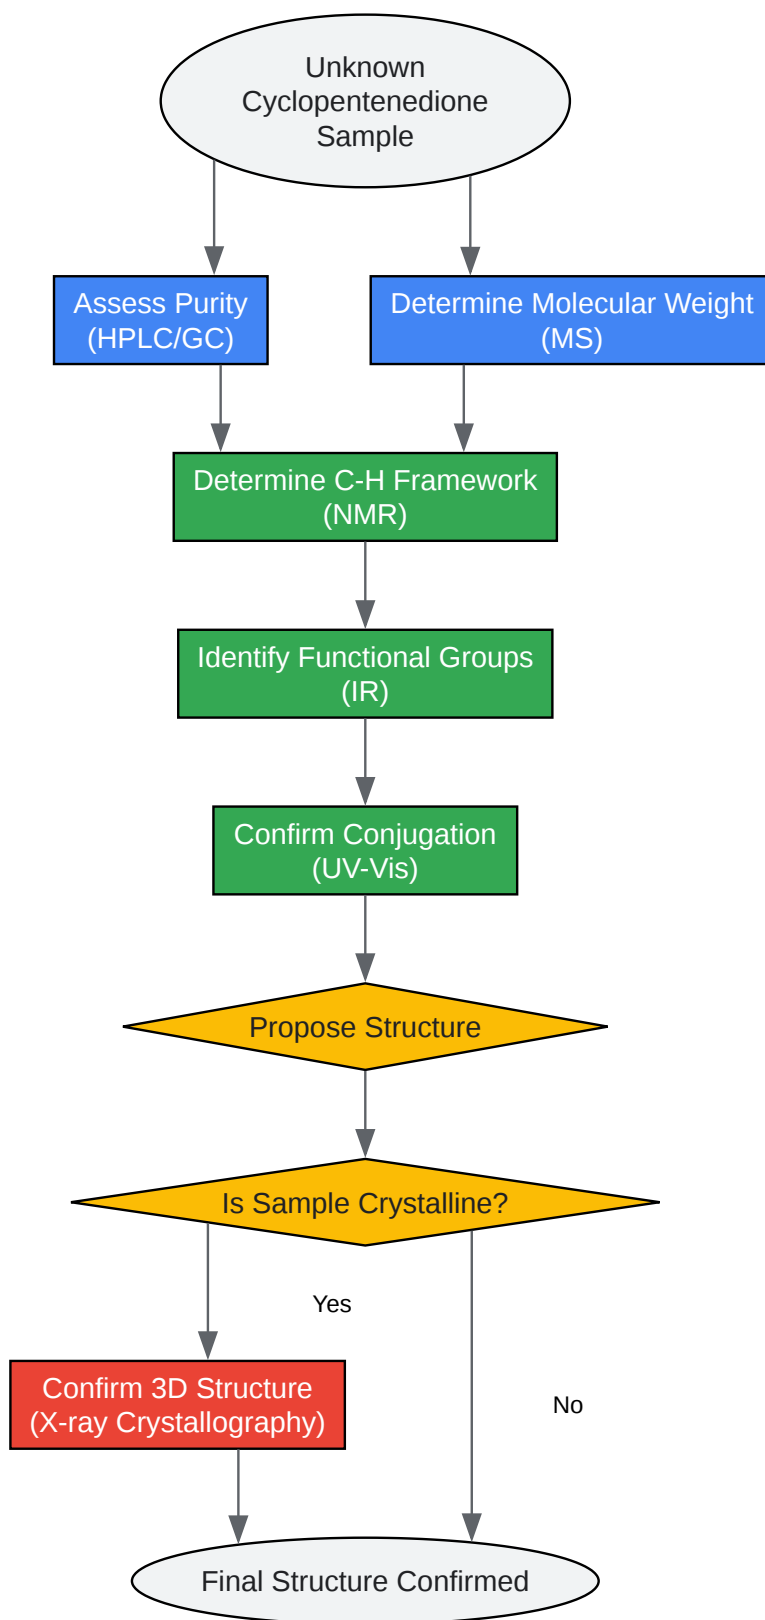 Unknown
Cyclopentenedione
Sample
Assess Purity
(HPLC/GC)
Determine Molecular Weight
(MS)
Determine C-H Framework
(NMR)
Identify Functional Groups
(IR)
Confirm Conjugation
(UV-Vis)
Propose Structure
Is Sample Crystalline?
Yes
Confirm 3D Structure
(X-ray Crystallography)
No
Final Structure Confirmed